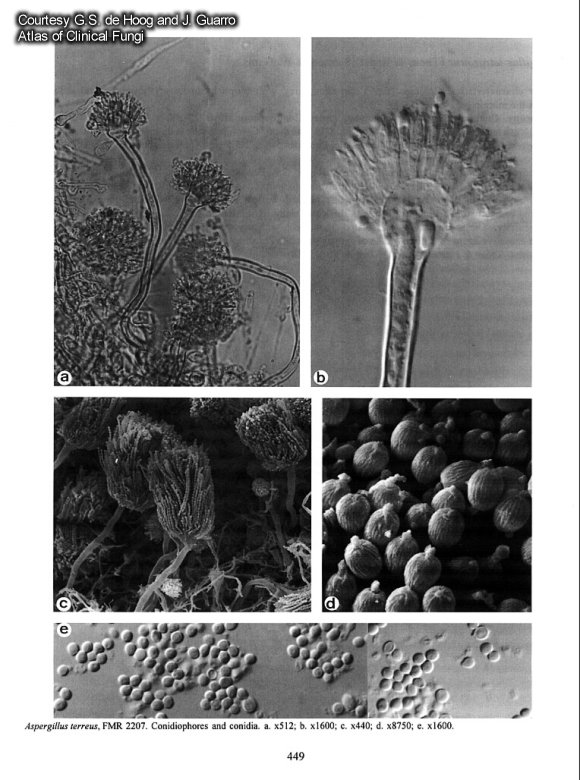 Courtesy G.S. de Hoog and J. Guarro
Atlas of Clinical Fungi
a
b
c
d
e
Aspergillus terreus, FMR 2207. Conidiophores and conidia. a. x512; b. x1600; c. x440; d. x8750; e. x1600.
449